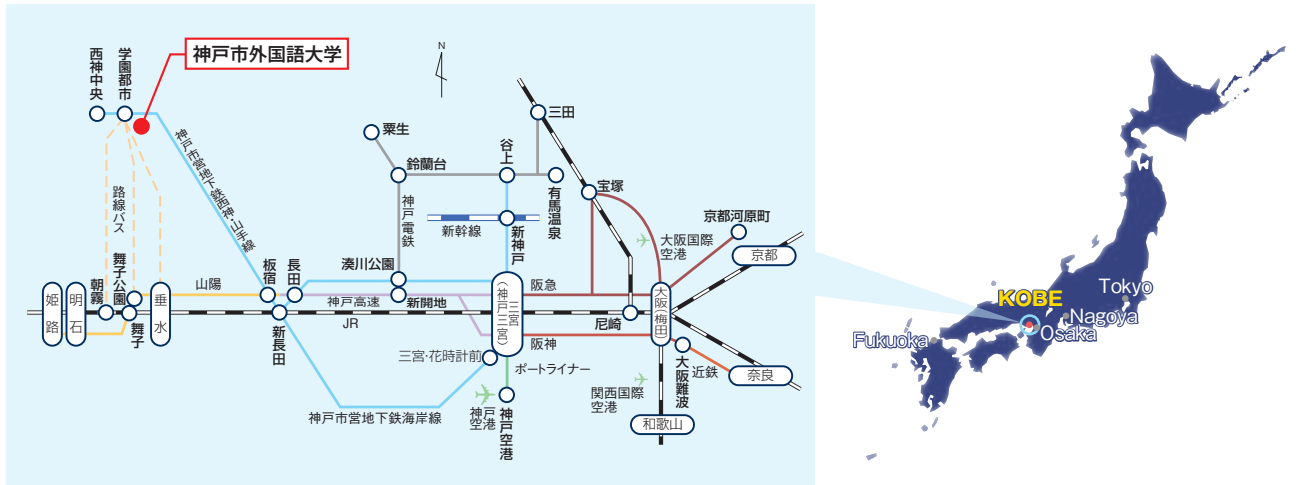 神戸市外国語大学
N
西神中央
学園都市
神戸市営地下鉄西神・山手線
路線バス
粟生
鈴蘭台
谷上
三田
有馬温泉
宝塚
神戸電鉄
新幹線
新神戸
大阪国際
空港
京都河原町
京都
姫路
明石
朝霧
舞子公園
舞子
垂水
山陽
板宿
長田
新長田
湊川公園
新開地
神戸高速
JR
三宮
(神戸三宮)
阪急
阪神
尼崎
大阪(梅田)
三宮・花時計前
ポートライナー
神戸
空港
神戸空港
神戸市営地下鉄海岸線
関西国際
空港
大阪難波
近鉄
奈良
和歌山
KOBE
Tokyo
Nagoya
Osaka
Fukuoka